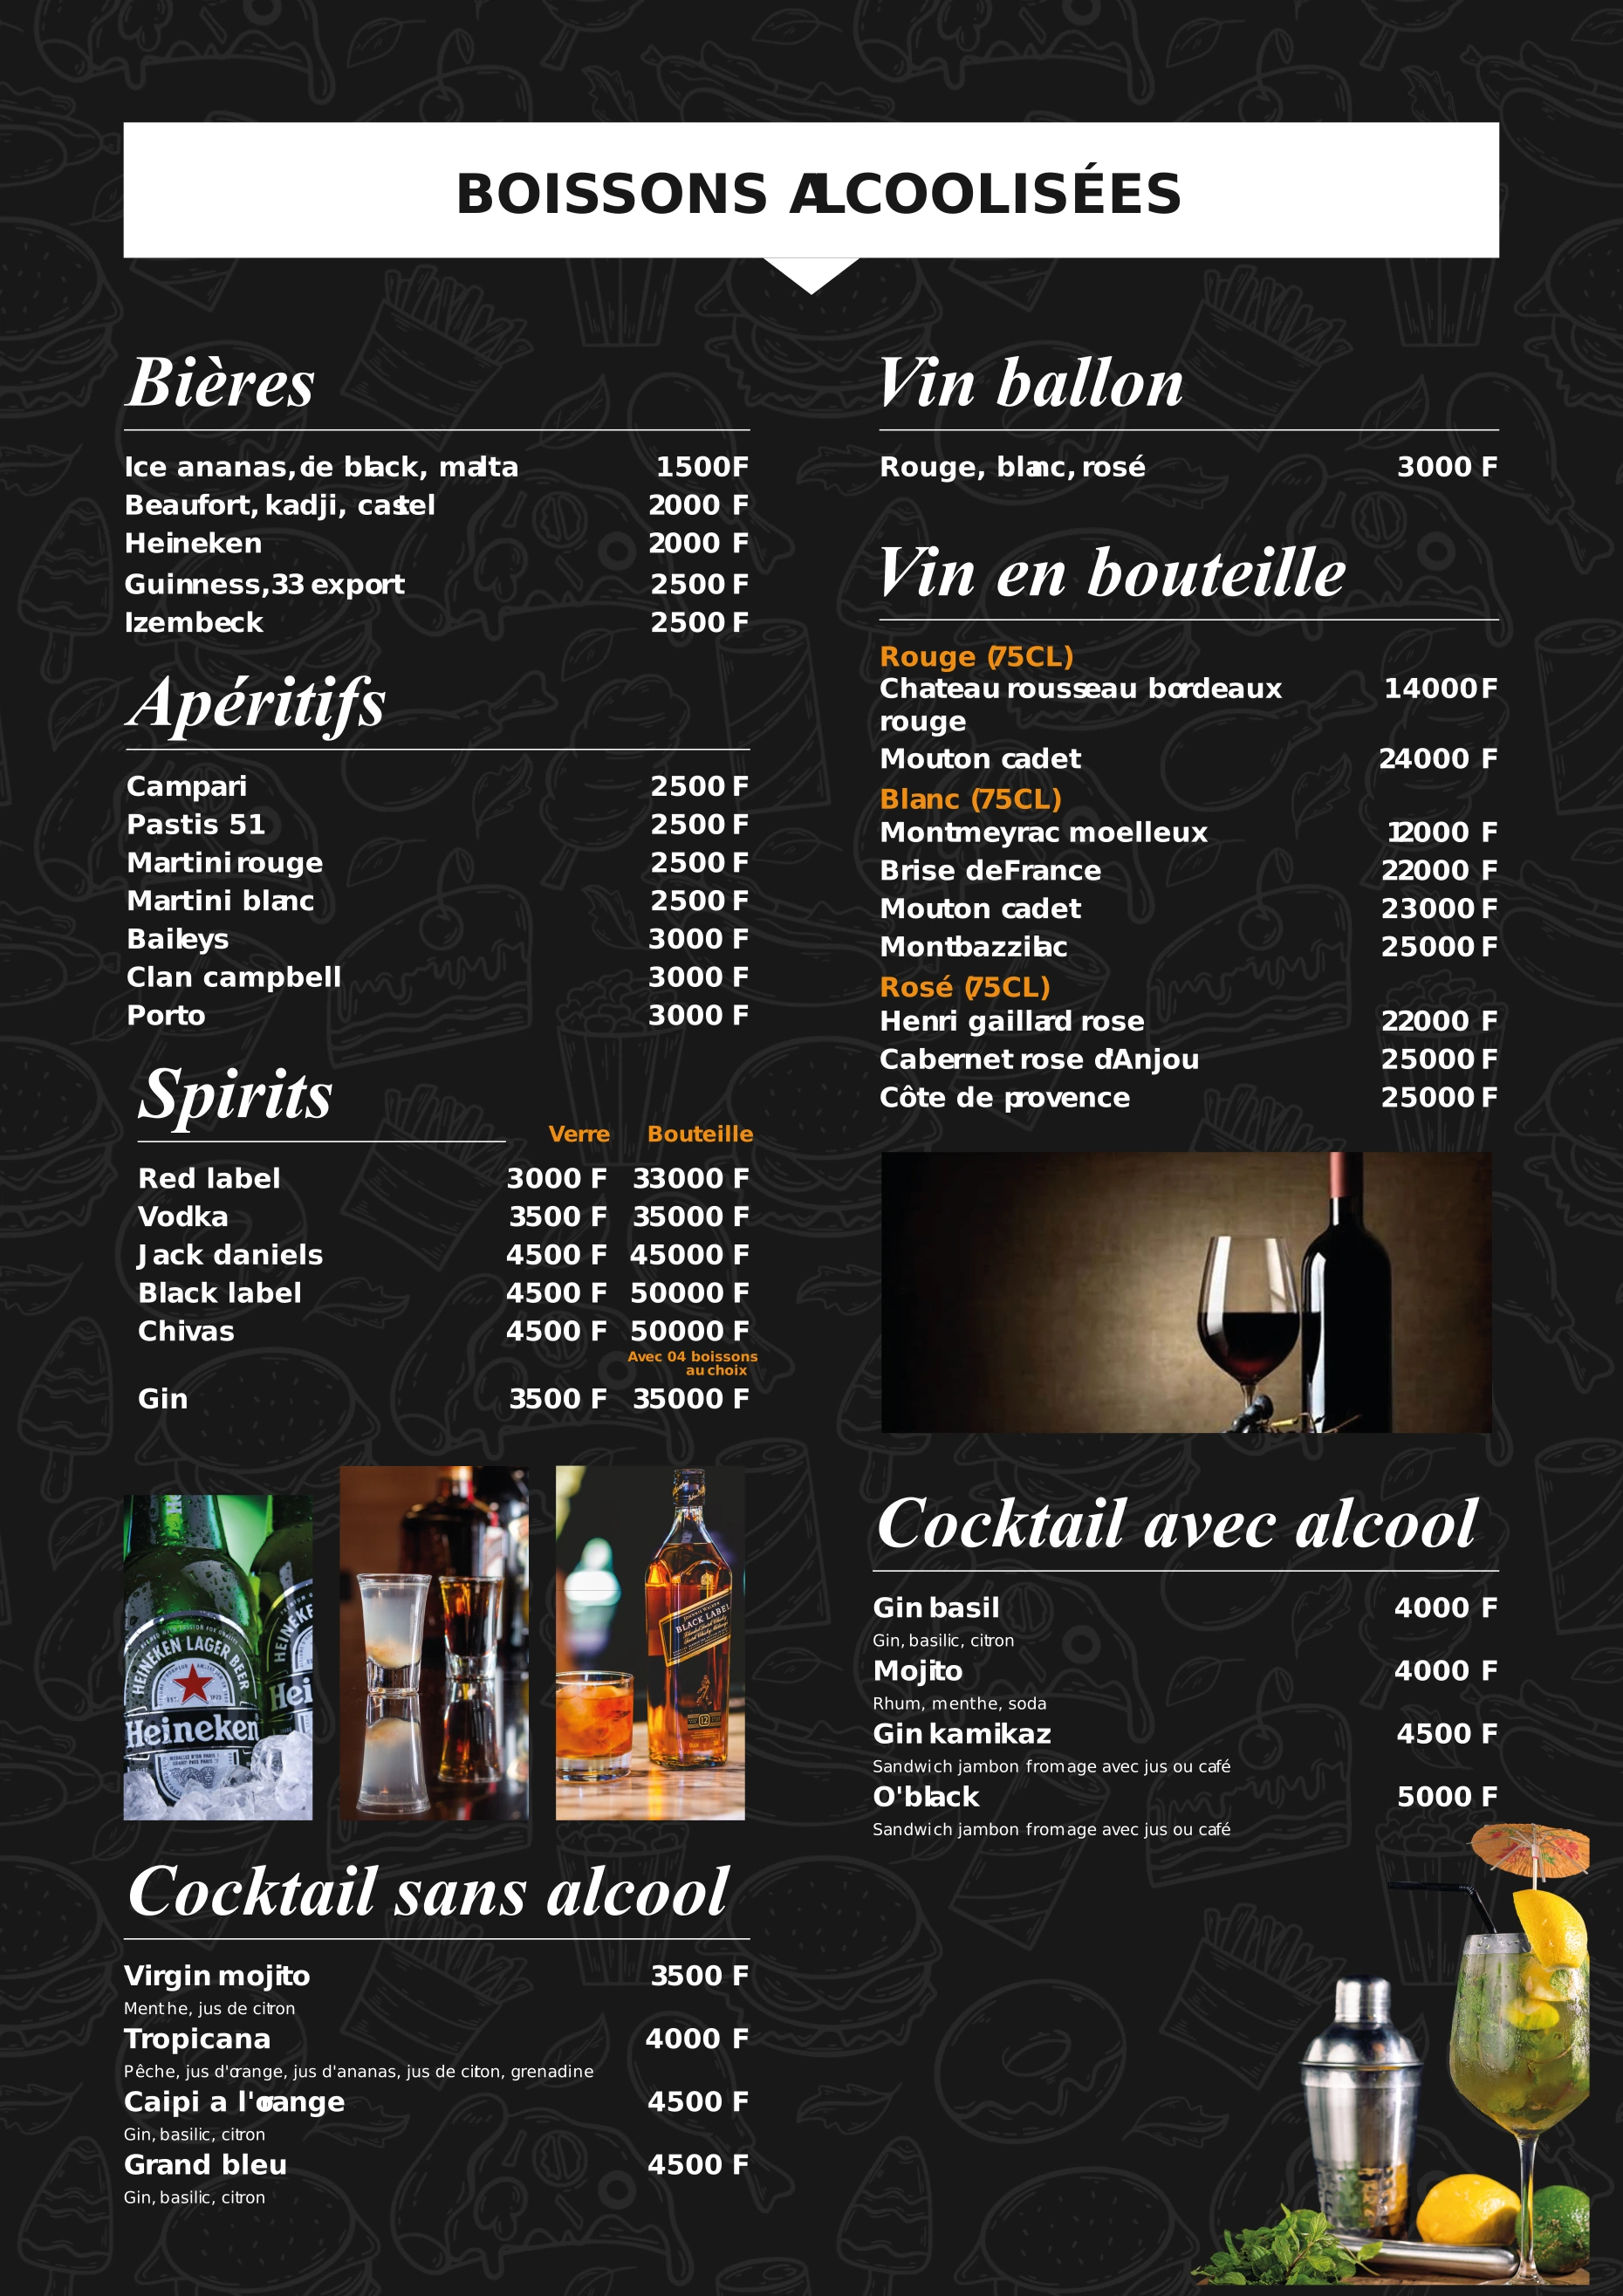 BOISSONS ALCOOLISÉES
Bières
Ice ananas, ice black, malta 1500F
Beaufort, kadji, castel 2000 F
Heineken 2000 F
Guinness,33 export 2500 F
Izembeck 2500 F
Apéritifs
Campari 2500 F
Pastis 51 2500 F
Martini rouge 2500 F
Martini blanc 2500 F
Baileys 3000 F
Clan campbell 3000 F
Porto 3000 F
Spirits
Verre Bouteille
Red label 3000 F 33000 F
Vodka 3500 F 35000 F
Jack daniels 4500 F 45000 F
Black label 4500 F 50000 F
Chivas 4500 F 50000 F
Avec 04 boissons
au choix
Gin 3500 F 35000 F
HEINEKEN LAGER BEER
Heineken
BLACK LABEL
12
Cocktail sans alcool
Virgin mojito 3500 F
Menthe, jus de citron
Tropicana 4000 F
Pêche, jus d'orange, jus d'ananas, jus de citon, grenadine
Caipi a l'orange 4500 F
Gin, basilic, citron
Grand bleu 4500 F
Gin, basilic, citron
Vin ballon
Rouge, blanc, rosé 3000 F
Vin en bouteille
Rouge (75CL)
Chateau rousseau bordeaux 14000 F
rouge
Mouton cadet 24000 F
Blanc (75CL)
Montmeyrac moelleux 12000 F
Brise de France 22000 F
Mouton cadet 23000 F
Montbazzilac 25000 F
Rosé (75CL)
Henri gaillard rose 22000 F
Cabernet rose d'Anjou 25000 F
Côte de provence 25000 F
Cocktail avec alcool
Gin basil 4000 F
Gin, basilic, citron
Mojito 4000 F
Rhum, menthe, soda
Gin kamikaz 4500 F
Sandwich jambon fromage avec jus ou café
O'black 5000 F
Sandwich jambon fromage avec jus ou café